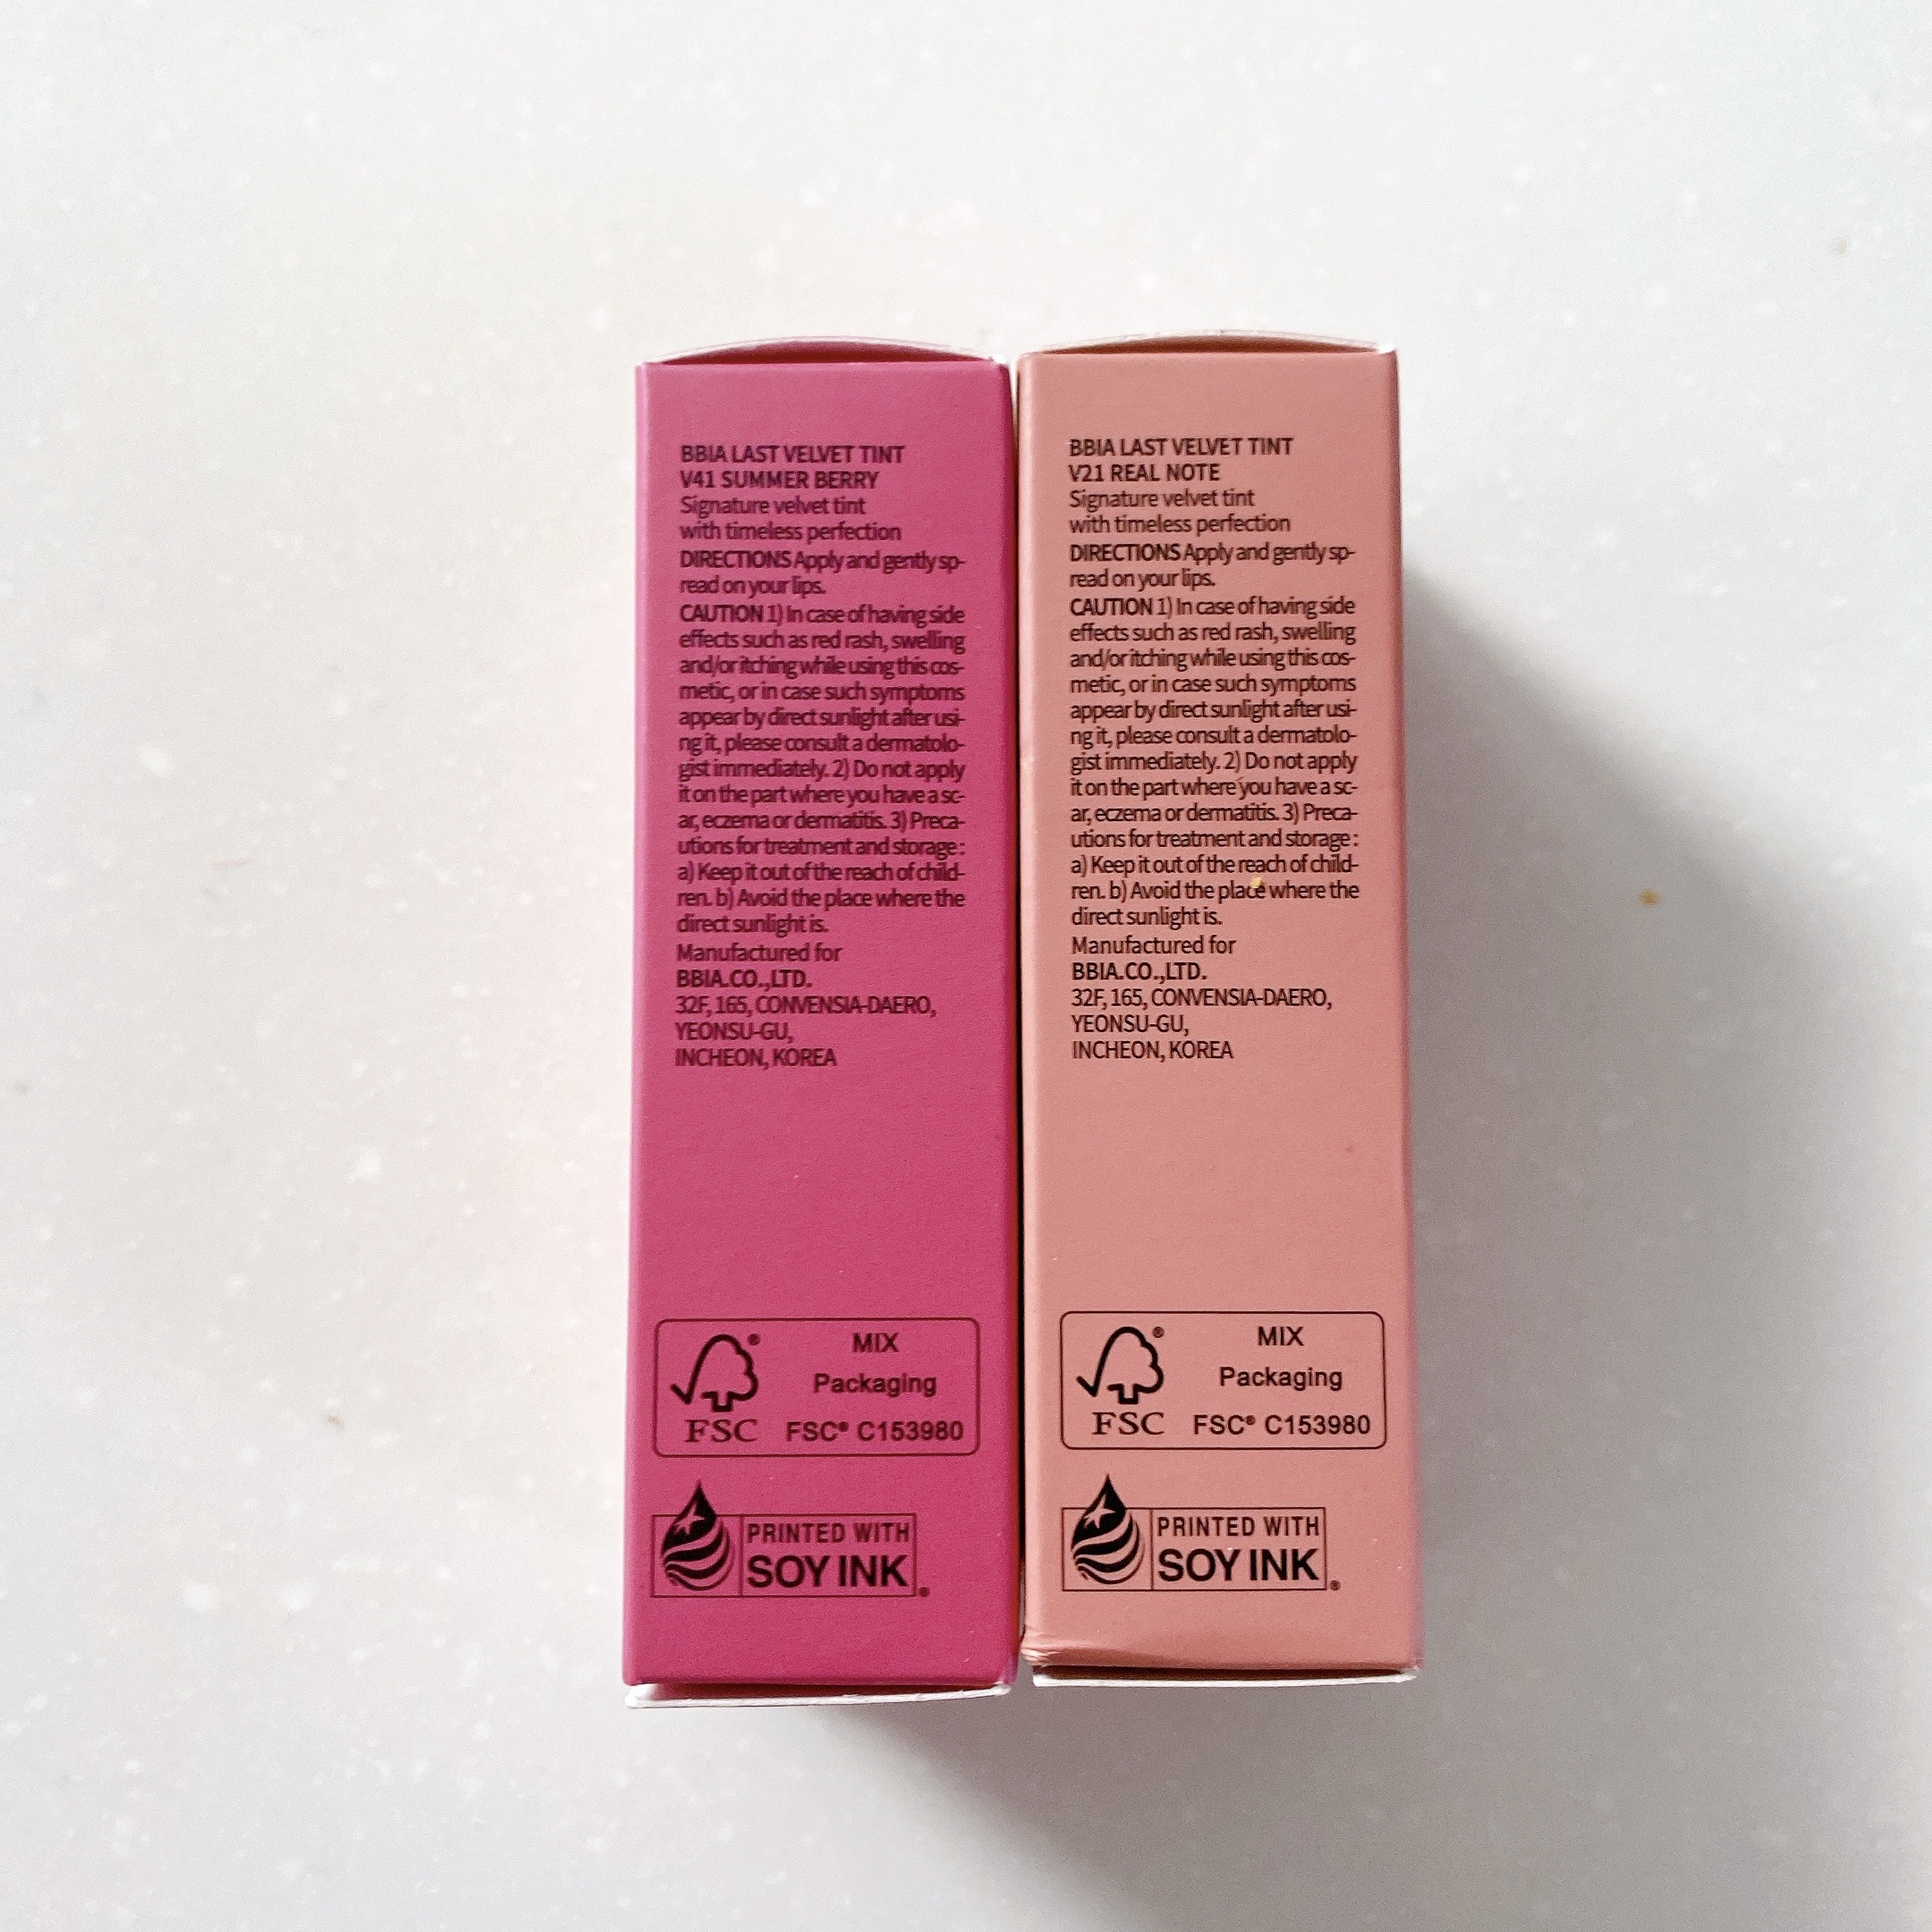 BBIA LAST VELVET TINT
V41 SUMMER BERRY
Signature velvet tint
with timeless perfection
DIRECTIONS Apply and gently sp-
read on your lips.
CAUTION 1) In case of having side
effects such as red rash, swelling
and/or itching while using this cos-
metic, or in case such symptoms
appear by direct sunlight after usi-
ng it, please consult a dermatolo-
gist immediately. 2) Do not apply
it on the part where you have a sc-
ar, eczema or dermatitis. 3) Preca-
utions for treatment and storage :
a) Keep it out of the reach of child-
ren. b) Avoid the place where the
direct sunlight is.
Manufactured for
BBIA.CO.,LTD.
32F, 165, CONVENSIA-DAERO,
YEONSU-GU,
INCHEON, KOREA
®
FSC
MIX
Packaging
FSC® C153980
PRINTED WITH
SOY INK®
BBIA LAST VELVET TINT
V21 REAL NOTE
Signature velvet tint
with timeless perfection
DIRECTIONS Apply and gently sp-
read on your lips.
CAUTION 1) In case of having side
effects such as red rash, swelling
and/or itching while using this cos-
metic, or in case such symptoms
appear by direct sunlight after usi-
ng it, please consult a dermatolo-
gist immediately. 2) Do not apply
it on the part where you have a sc-
ar, eczema or dermatitis. 3) Preca-
utions for treatment and storage :
a) Keep it out of the reach of child-
ren. b) Avoid the place where the
direct sunlight is.
Manufactured for
BBIA.CO.,LTD.
32F, 165, CONVENSIA-DAERO,
YEONSU-GU,
INCHEON, KOREA
®
FSC
MIX
Packaging
FSC® C153980
PRINTED WITH
SOY INK®